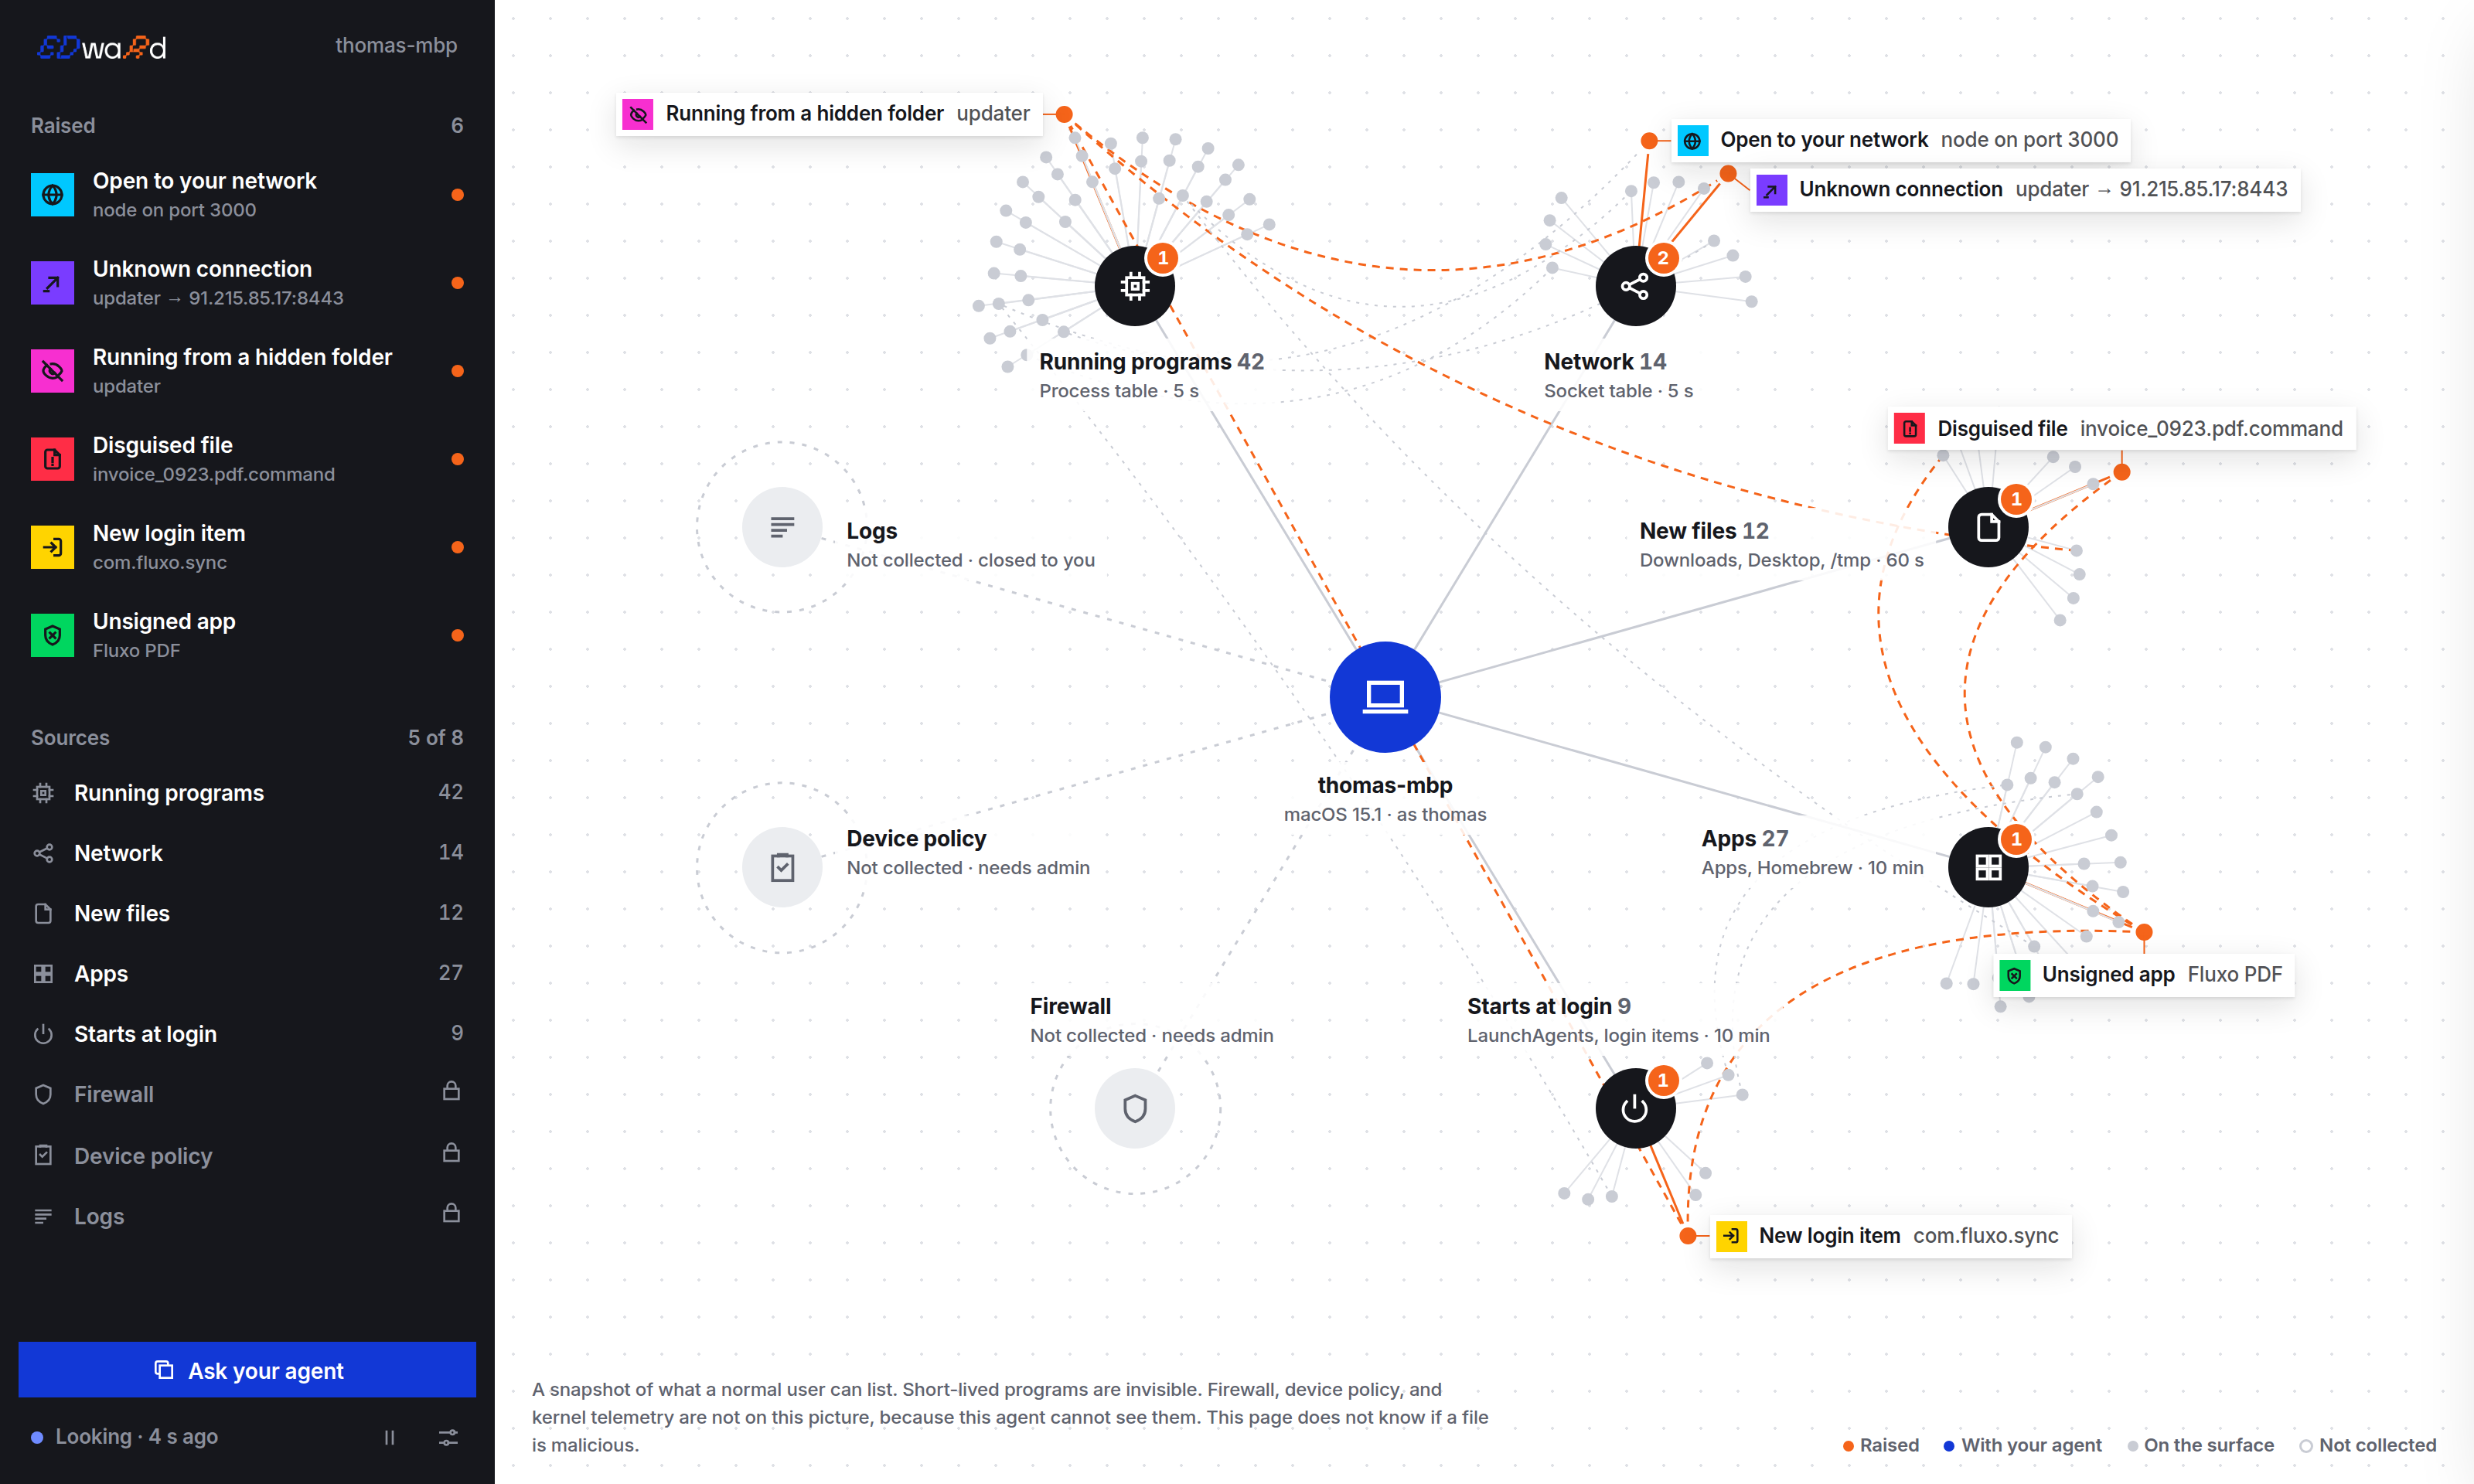 EDwaRd
thomas-mbp
Raised 6
Open to your network
node on port 3000
Unknown connection
updater → 91.215.85.17:8443
Running from a hidden folder
updater
Disguised file
invoice_0923.pdf.command
New login item
com.fluxo.sync
Unsigned app
Fluxo PDF
Sources 5 of 8
Running programs 42
Network 14
New files 12
Apps 27
Starts at login 9
Firewall
Device policy
Logs
Ask your agent
Looking · 4 s ago
Running from a hidden folder updater
Open to your network node on port 3000
Unknown connection updater → 91.215.85.17:8443
1
2
Running programs 42
Process table · 5 s
Network 14
Socket table · 5 s
Disguised file invoice_0923.pdf.command
1
Logs
Not collected · closed to you
New files 12
Downloads, Desktop, /tmp · 60 s
thomas-mbp
macOS 15.1 · as thomas
Device policy
Not collected · needs admin
Apps 27
Apps, Homebrew · 10 min
1
Unsigned app Fluxo PDF
Firewall
Not collected · needs admin
Starts at login 9
LaunchAgents, login items · 10 min
1
New login item com.fluxo.sync
A snapshot of what a normal user can list. Short-lived programs are invisible. Firewall, device policy, and
kernel telemetry are not on this picture, because this agent cannot see them. This page does not know if a file
is malicious.
Raised With your agent On the surface Not collected